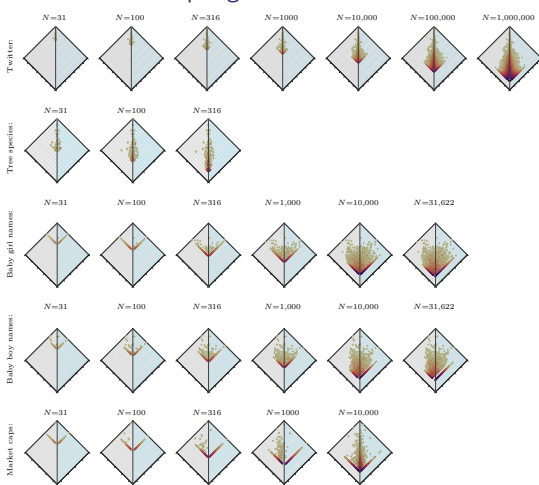 N=31 N=100 N=316 N=1000 N=10,000 N=100,000 N=1,000,000
Twitter:
N=31 N=100 N=316
Tree species:
N=31 N=100 N=316 N=1,000 N=10,000 N=31,622
Baby girl names:
N=31 N=100 N=316 N=1,000 N=10,000 N=31,622
Baby boy names:
N=31 N=100 N=316 N=1000 N=10,000
Market caps: